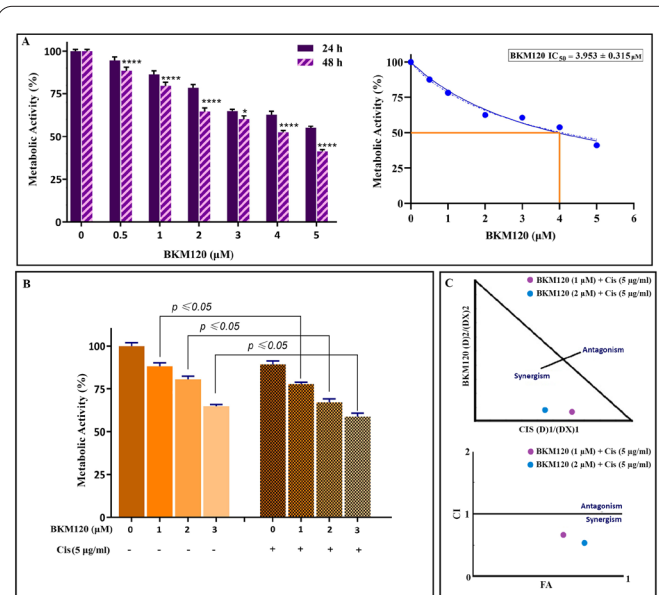 A
24 h
48 h
Metabolic Activity (%)
100
75
50
25
0
**** **** **** * **** ****
0 0.5 1 2 3 4 5
BKM120 (µM)
BKM120 IC50 = 3.953 ± 0.315 µM
Metabolic Activity (%)
100
75
50
25
0
0 1 2 3 4 5 6
BKM120 (µM)
B
p ≤0.05
p ≤0.05
p ≤0.05
Metabolic Activity (%)
100
75
50
25
0
BKM120 (µM) 0 1 2 3 0 1 2 3
Cis (5 µg/ml) - - - - + + + +
C
BKM120 (1 µM) + Cis (5 µg/ml)
BKM120 (2 µM) + Cis (5 µg/ml)
BKM120 (D)2/(DX)2
Antagonism
Synergism
CIS (D)1/(DX)1
BKM120 (1 µM) + Cis (5 µg/ml)
BKM120 (2 µM) + Cis (5 µg/ml)
2
1
0
CI
Antagonism
Synergism
FA
1